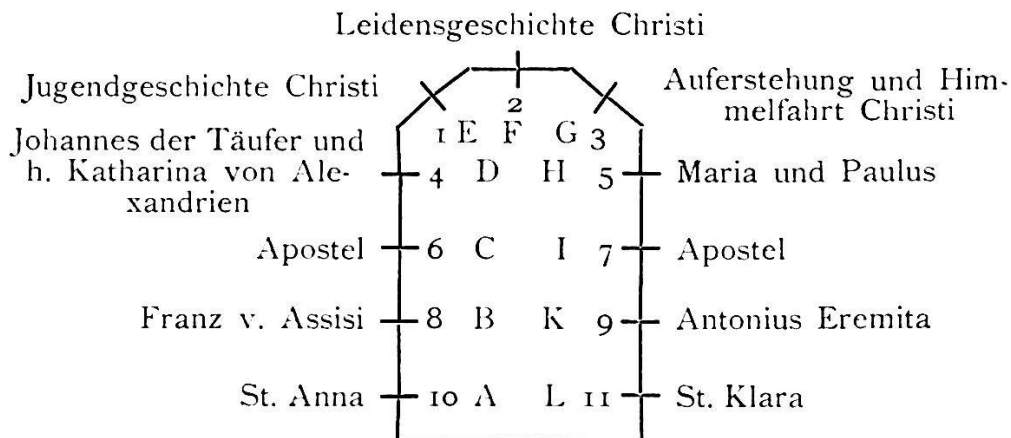 Leidensgeschichte Christi
Jugendgeschichte Christi
Auferstehung und Him-
melfahrt Christi
2
1 E F G 3
Johannes der Täufer und
h. Katharina von Ale-
xandrien
4 D H 5 Maria und Paulus
Apostel 6 C I 7 Apostel
Franz v. Assisi 8 B K 9 Antonius Eremita
St. Anna 10 A L 11 St. Klara